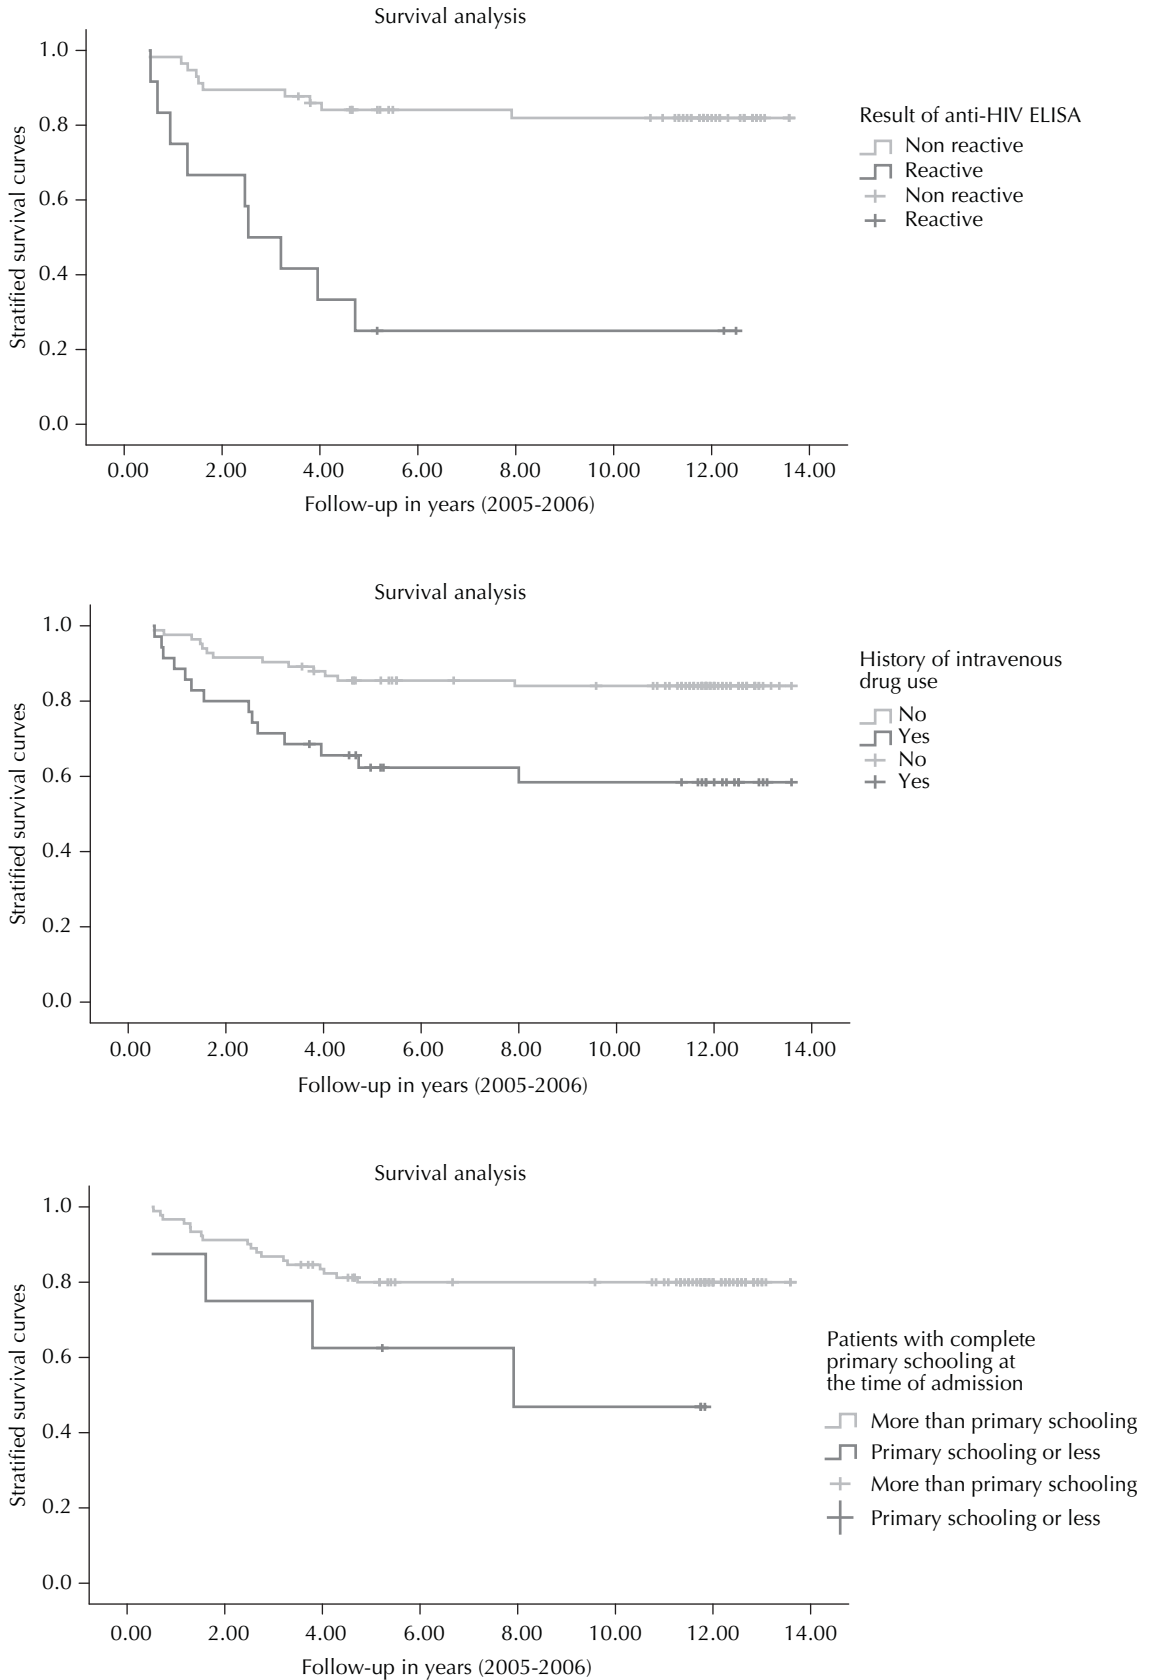 Survival analysis
Stratified survival curves
1.0
0.8
0.6
0.4
0.2
0.0
0.00 2.00 4.00 6.00 8.00 10.00 12.00 14.00
Follow-up in years (2005-2006)
Result of anti-HIV ELISA
Non reactive
Reactive
Non reactive
Reactive
Survival analysis
Stratified survival curves
1.0
0.8
0.6
0.4
0.2
0.0
0.00 2.00 4.00 6.00 8.00 10.00 12.00 14.00
Follow-up in years (2005-2006)
History of intravenous
drug use
No
Yes
No
Yes
Survival analysis
Stratified survival curves
1.0
0.8
0.6
0.4
0.2
0.0
0.00 2.00 4.00 6.00 8.00 10.00 12.00 14.00
Follow-up in years (2005-2006)
Patients with complete
primary schooling at
the time of admission
More than primary schooling
Primary schooling or less
More than primary schooling
Primary schooling or less